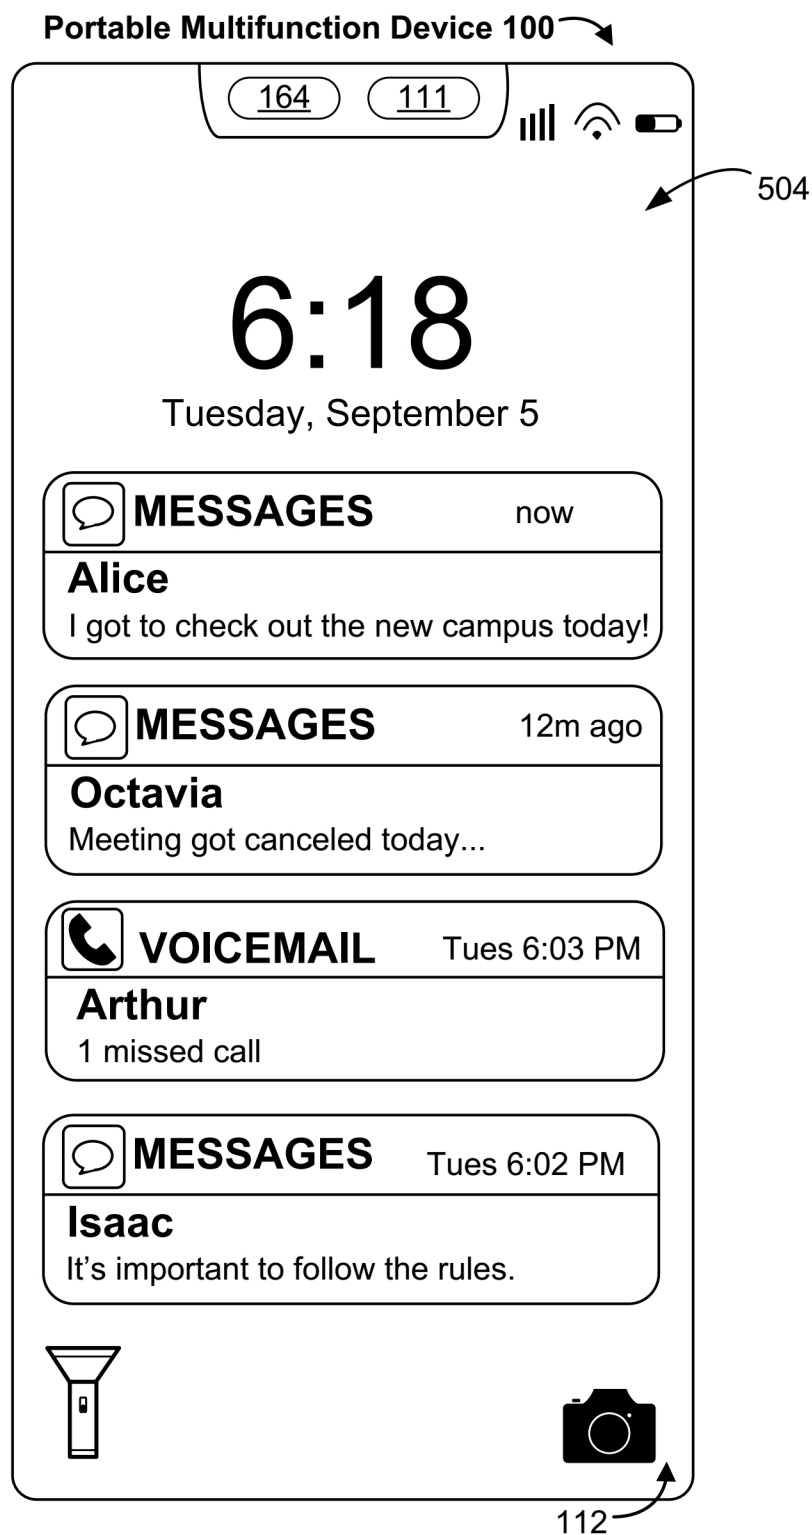 Portable Multifunction Device 100
164 111
504
6:18
Tuesday, September 5
MESSAGES now
Alice
I got to check out the new campus today!
MESSAGES 12m ago
Octavia
Meeting got canceled today...
VOICEMAIL Tues 6:03 PM
Arthur
1 missed call
MESSAGES Tues 6:02 PM
Isaac
It’s important to follow the rules.
112